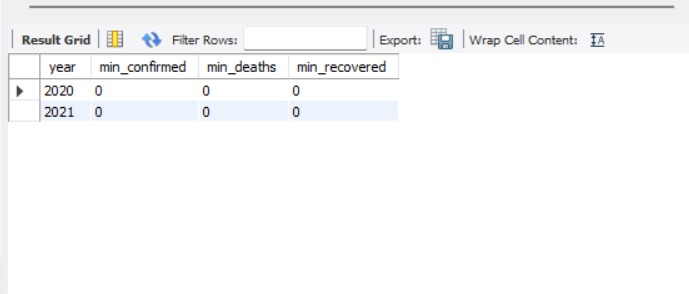 Result Grid Filter Rows: Export: Wrap Cell Content: IA
year min_confirmed min_deaths min_recovered
2020 0 0 0
2021 0 0 0